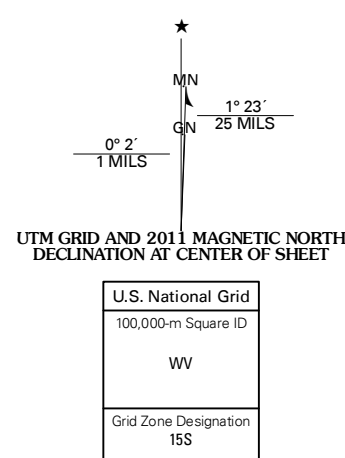 ★
MN
1° 23´
25 MILS
GN
0° 2´
1 MILS
UTM GRID AND 2011 MAGNETIC NORTH
DECLINATION AT CENTER OF SHEET
U.S. National Grid
100,000-m Square ID
WV
Grid Zone Designation
15S